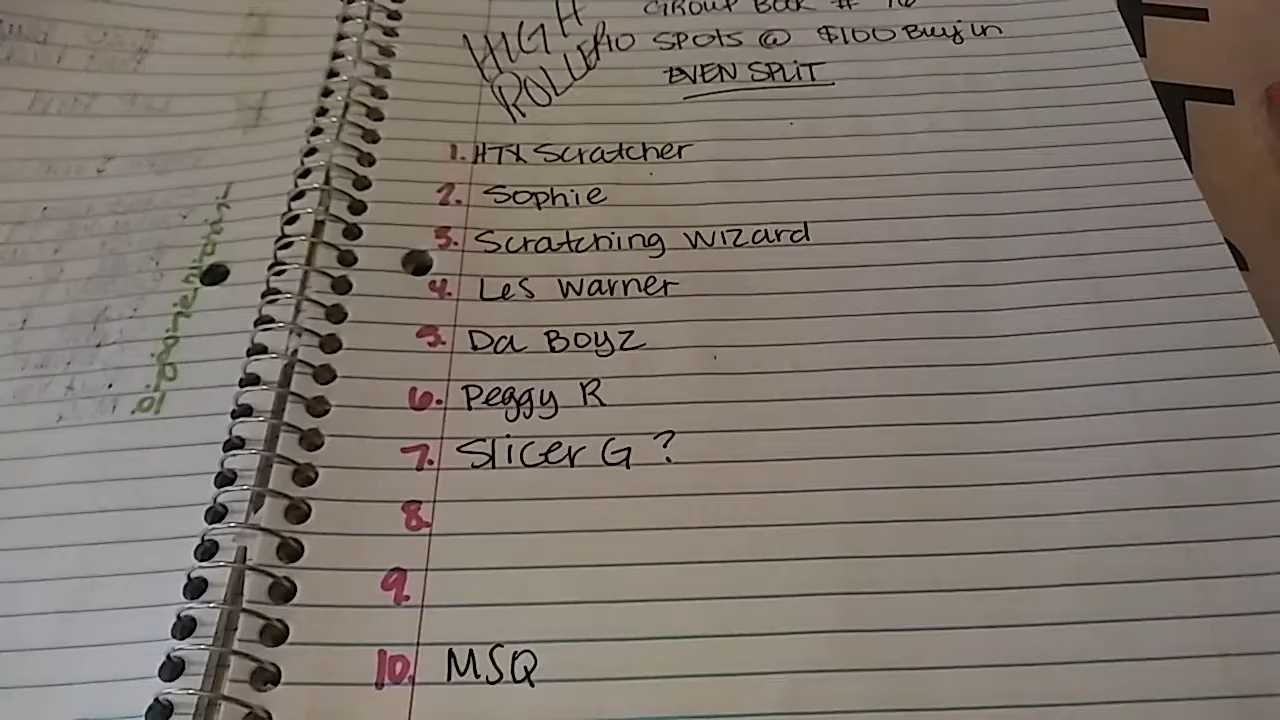 HIGH ROLLER
GROUP BOOK #
10 SPOTS @ $100 Buy in
EVEN SPLIT
1. HTX Scratcher
2. Sophie
3. Scratching Wizard
4. Les Warner
5. Da Boyz
6. Peggy R
7. Slicer G ?
8.
9.
10. MSQ